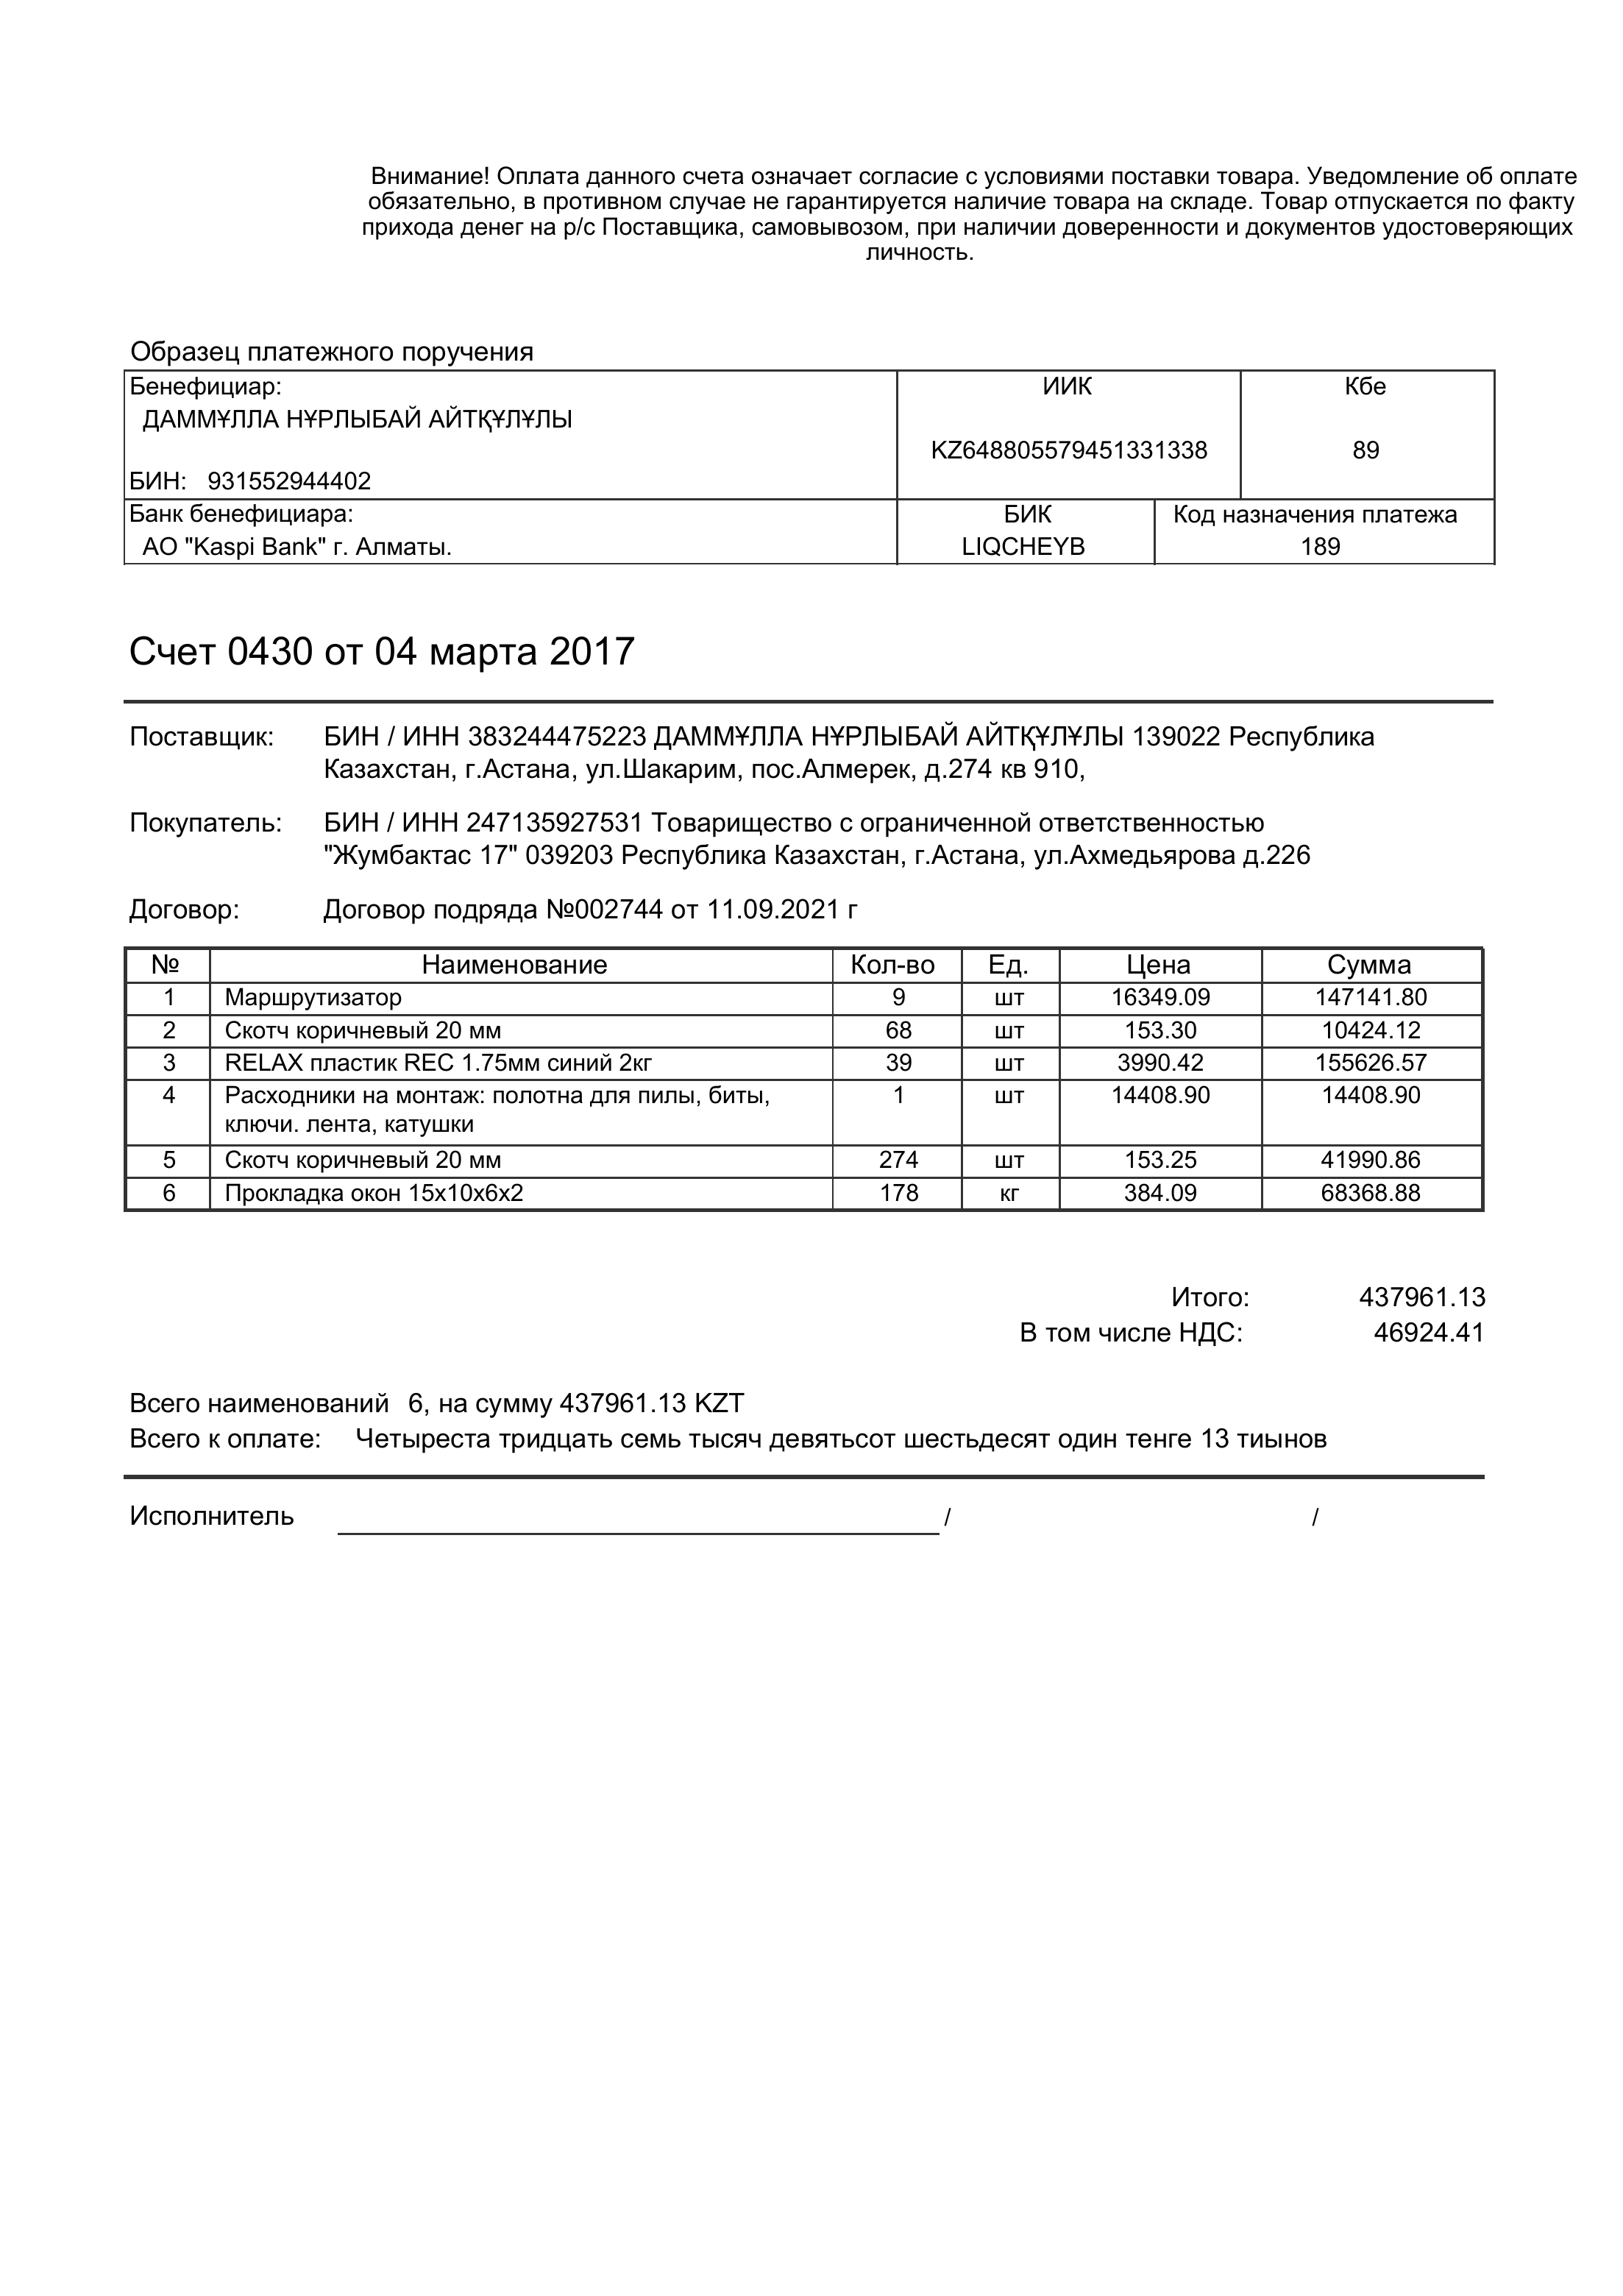 Внимание! Оплата данного счета означает согласие с условиями поставки товара. Уведомление об оплате
обязательно, в противном случае не гарантируется наличие товара на складе. Товар отпускается по факту
прихода денег на р/с Поставщика, самовывозом, при наличии доверенности и документов удостоверяющих
личность.
Образец платежного поручения
Бенефициар: ИИК Кбе
ДАММҰЛЛА НҰРЛЫБАЙ АЙТҚҰЛҰЛЫ
KZ648805579451331338 89
БИН: 931552944402
Банк бенефициара: БИК Код назначения платежа
АО "Kaspi Bank" г. Алматы. LIQCHEYB 189
Счет 0430 от 04 марта 2017
Поставщик: БИН / ИНН 383244475223 ДАММҰЛЛА НҰРЛЫБАЙ АЙТҚҰЛҰЛЫ 139022 Республика
Казахстан, г.Астана, ул.Шакарим, пос.Алмерек, д.274 кв 910,
Покупатель: БИН / ИНН 247135927531 Товарищество с ограниченной ответственностью
"Жумбактас 17" 039203 Республика Казахстан, г.Астана, ул.Ахмедьярова д.226
Договор: Договор подряда №002744 от 11.09.2021 г
№ Наименование Кол-во Ед. Цена Сумма
1 Маршрутизатор 9 шт 16349.09 147141.80
2 Скотч коричневый 20 мм 68 шт 153.30 10424.12
3 RELAX пластик REC 1.75мм синий 2кг 39 шт 3990.42 155626.57
4 Расходники на монтаж: полотна для пилы, биты, 1 шт 14408.90 14408.90
ключи. лента, катушки
5 Скотч коричневый 20 мм 274 шт 153.25 41990.86
6 Прокладка окон 15x10x6x2 178 кг 384.09 68368.88
Итого: 437961.13
В том числе НДС: 46924.41
Всего наименований 6, на сумму 437961.13 KZT
Всего к оплате: Четыреста тридцать семь тысяч девятьсот шестьдесят один тенге 13 тиынов
Исполнитель / /